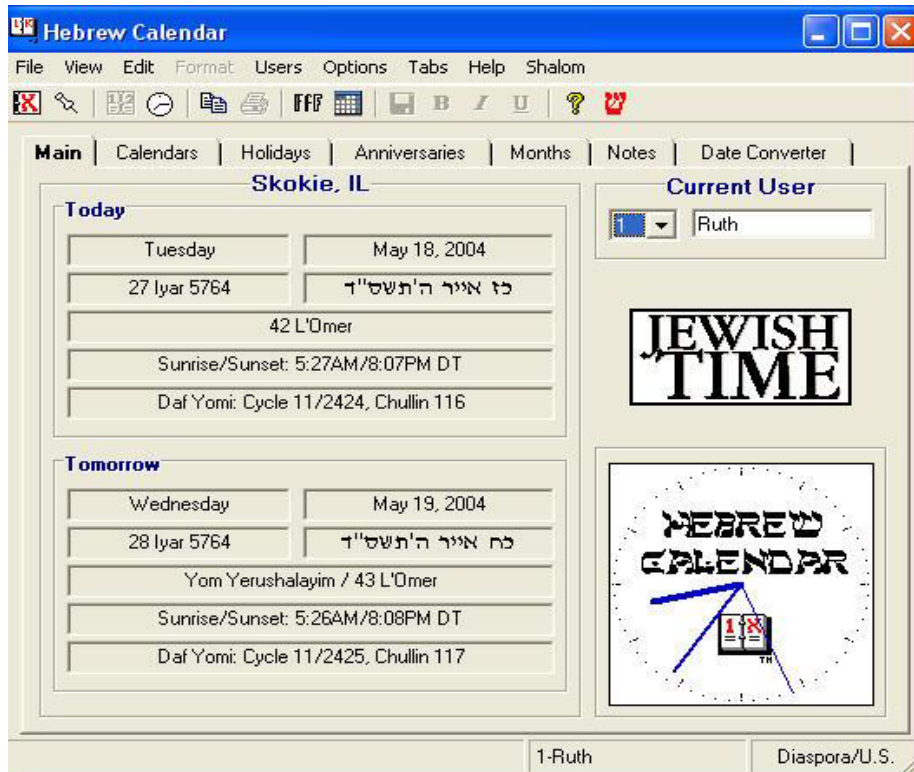 Hebrew Calendar
File View Edit Format Users Options Tabs Help Shalom
B I U ?
Main Calendars Holidays Anniversaries Months Notes Date Converter
Skokie, IL
Today
Tuesday May 18, 2004
27 Iyar 5764 כז אייר ה'תשס"ד
42 L'Omer
Sunrise/Sunset: 5:27AM/8:07PM DT
Daf Yomi: Cycle 11/2424, Chullin 116
Tomorrow
Wednesday May 19, 2004
28 Iyar 5764 כח אייר ה'תשס"ד
Yom Yerushalayim / 43 L'Omer
Sunrise/Sunset: 5:26AM/8:08PM DT
Daf Yomi: Cycle 11/2425, Chullin 117
Current User
1 Ruth
JEWISH
TIME
HEBREW
CALENDAR
1 א
TM
1-Ruth Diaspora/U.S.